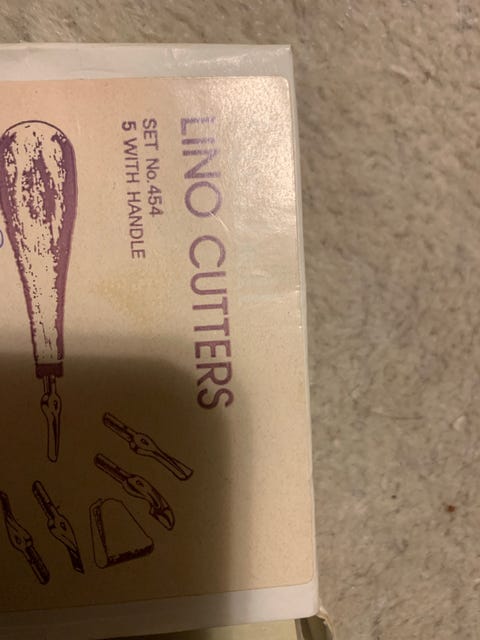 LINO CUTTERS
SET No. 454
5 WITH HANDLE